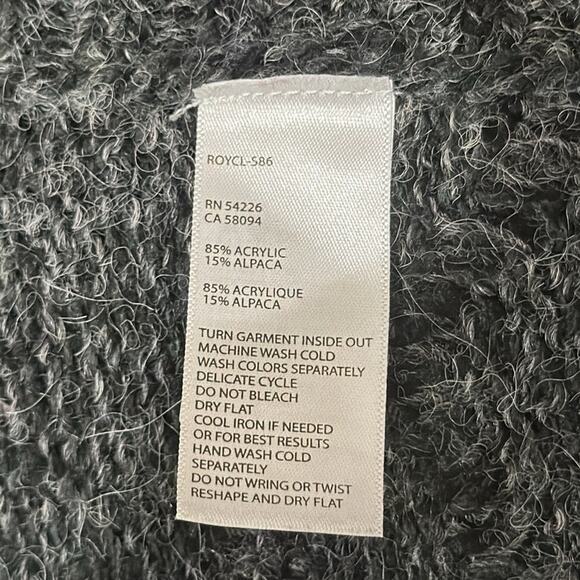 ROYCL-586
RN 54226
CA 58094
85% ACRYLIC
15% ALPACA
85% ACRYLIQUE
15% ALPACA
TURN GARMENT INSIDE OUT
MACHINE WASH COLD
WASH COLORS SEPARATELY
DELICATE CYCLE
DO NOT BLEACH
DRY FLAT
COOL IRON IF NEEDED
OR FOR BEST RESULTS
HAND WASH COLD
SEPARATELY
DO NOT WRING OR TWIST
RESHAPE AND DRY FLAT